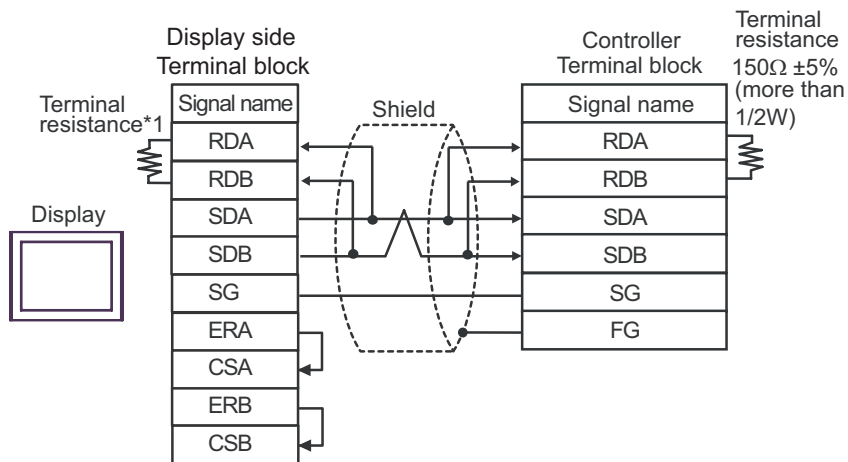 Display side
Terminal block
Terminal
resistance*1
Display
Signal name
RDA
RDB
SDA
SDB
SG
ERA
CSA
ERB
CSB
Shield
Controller
Terminal block
Signal name
RDA
RDB
SDA
SDB
SG
FG
Terminal
resistance
150Ω ±5%
(more than
1/2W)